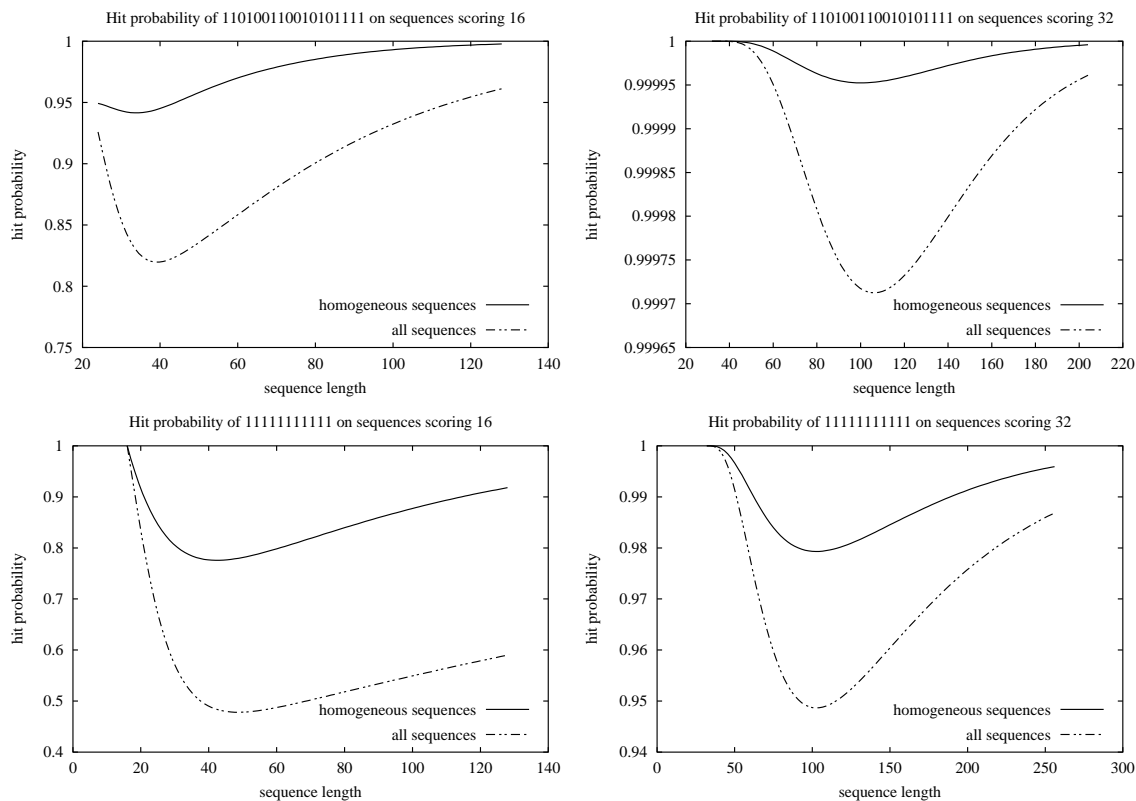 Hit probability of 110100110010101111 on sequences scoring 16
1
0.95
0.9
0.85
0.8
0.75
hit probability
20 40 60 80 100 120 140
sequence length
homogeneous sequences
all sequences
Hit probability of 110100110010101111 on sequences scoring 32
1
0.99995
0.9999
0.99985
0.9998
0.99975
0.9997
0.99965
hit probability
20 40 60 80 100 120 140 160 180 200 220
sequence length
homogeneous sequences
all sequences
Hit probability of 11111111111 on sequences scoring 16
1
0.9
0.8
0.7
0.6
0.5
0.4
hit probability
0 20 40 60 80 100 120 140
sequence length
homogeneous sequences
all sequences
Hit probability of 11111111111 on sequences scoring 32
1
0.99
0.98
0.97
0.96
0.95
0.94
hit probability
0 50 100 150 200 250 300
sequence length
homogeneous sequences
all sequences